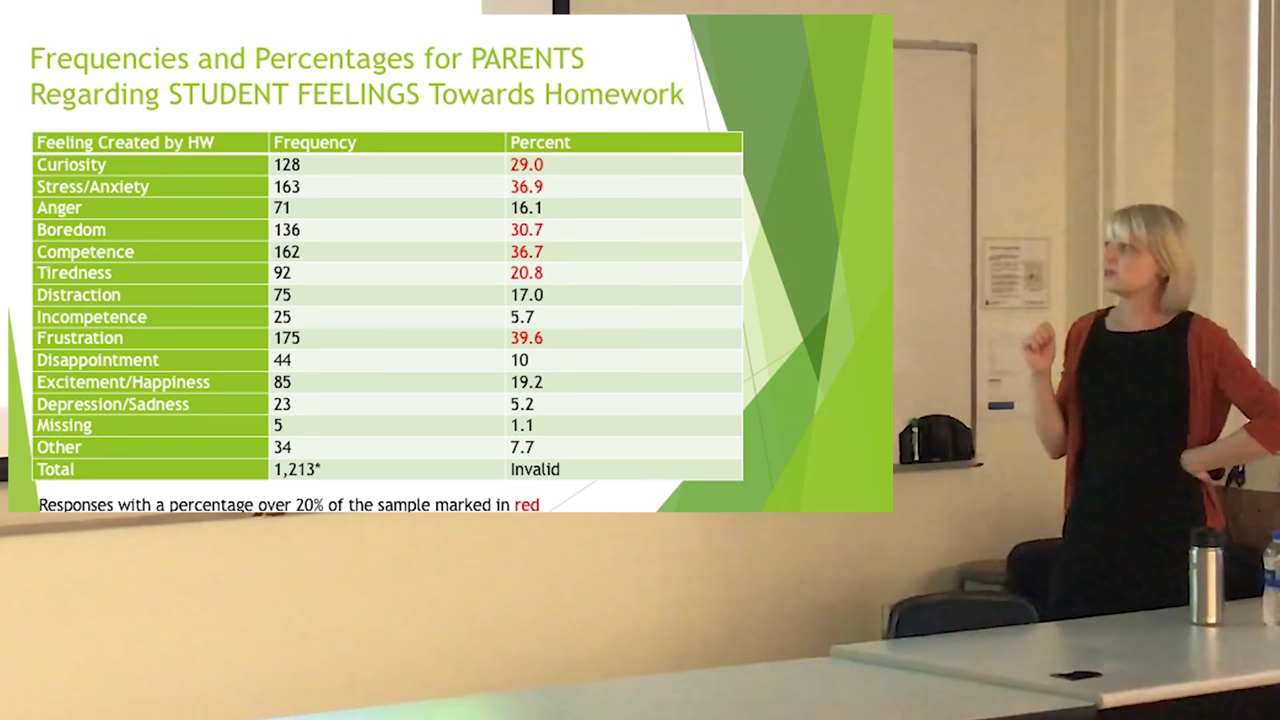 Frequencies and Percentages for PARENTS
Regarding STUDENT FEELINGS Towards Homework
Feeling Created by HW Frequency Percent
Curiosity 128 29.0
Stress/Anxiety 163 36.9
Anger 71 16.1
Boredom 136 30.7
Competence 162 36.7
Tiredness 92 20.8
Distraction 75 17.0
Incompetence 25 5.7
Frustration 175 39.6
Disappointment 44 10
Excitement/Happiness 85 19.2
Depression/Sadness 23 5.2
Missing 5 1.1
Other 34 7.7
Total 1,213* Invalid
Responses with a percentage over 20% of the sample marked in red